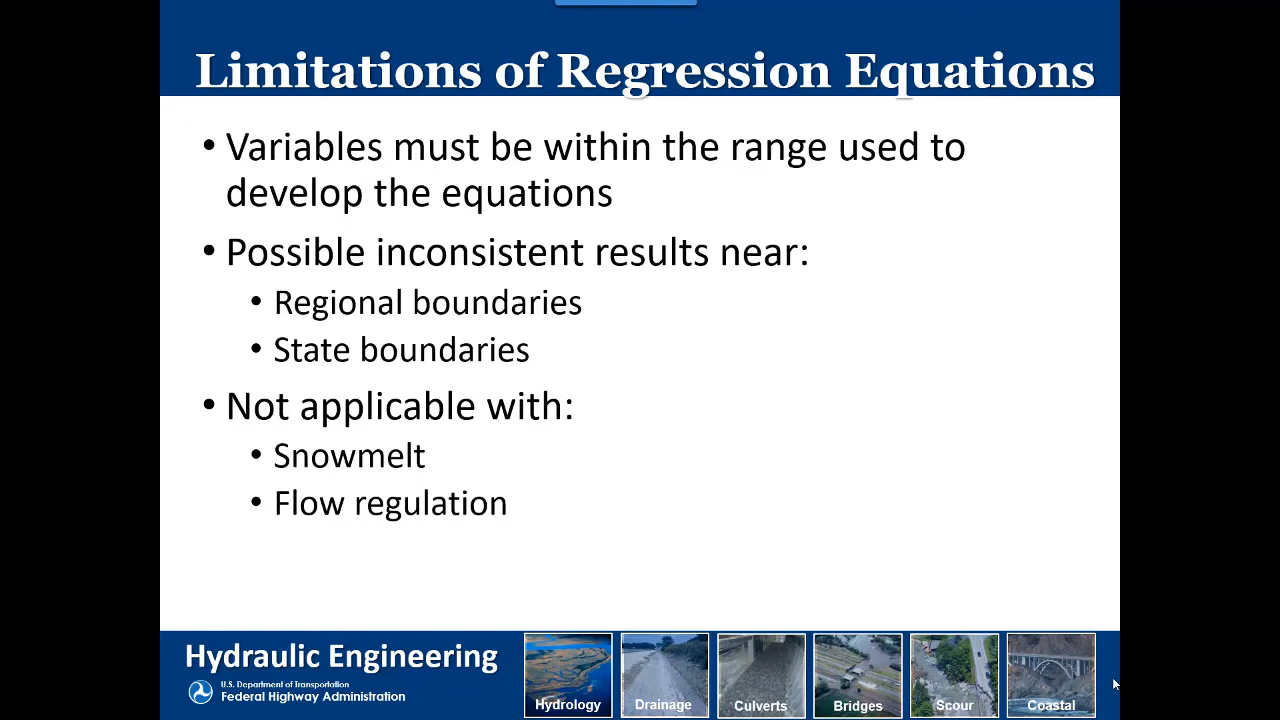 Limitations of Regression Equations
• Variables must be within the range used to
develop the equations
• Possible inconsistent results near:
• Regional boundaries
• State boundaries
• Not applicable with:
• Snowmelt
• Flow regulation
Hydraulic Engineering
U.S. Department of Transportation
Federal Highway Administration
Hydrology
Drainage
Culverts
Bridges
Scour
Coastal